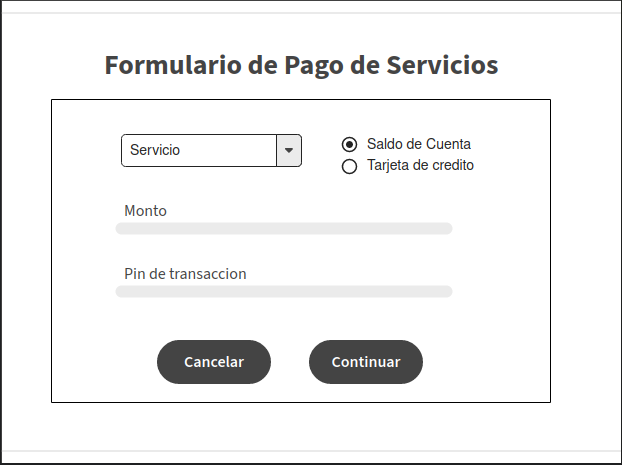 Formulario de Pago de Servicios
Servicio
Saldo de Cuenta
Tarjeta de credito
Monto
Pin de transaccion
Cancelar
Continuar